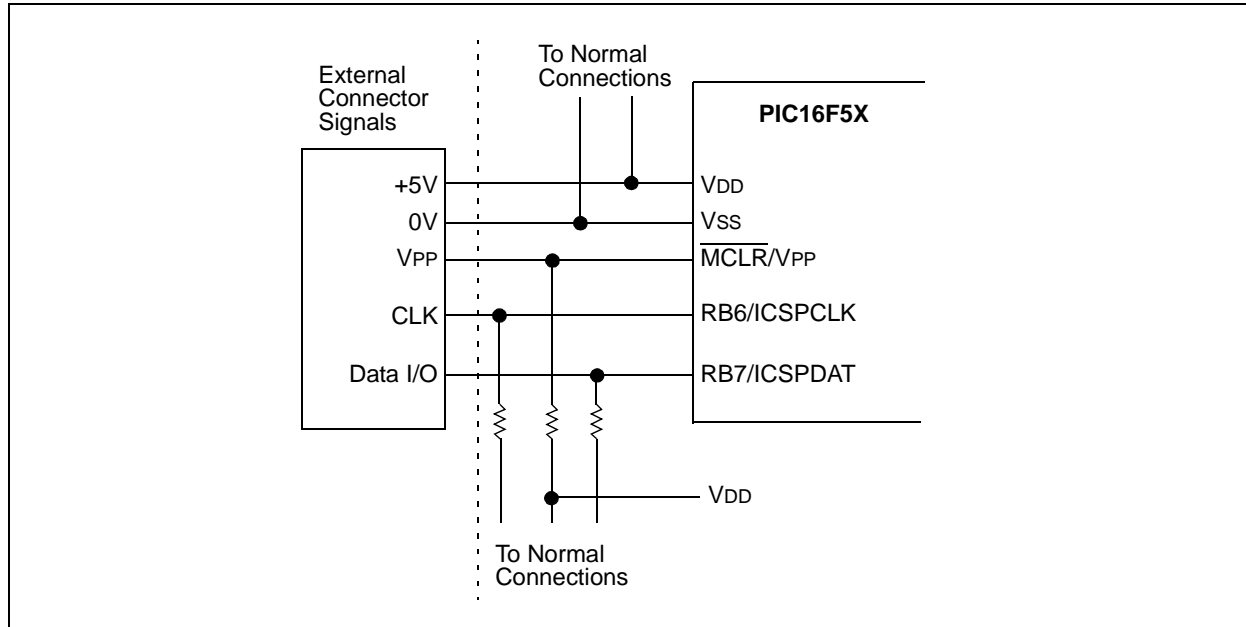 To Normal
Connections
External
Connector
Signals
PIC16F5X
+5V
VDD
0V
VSS
VPP
MCLR/VPP
CLK
RB6/ICSPCLK
Data I/O
RB7/ICSPDAT
VDD
To Normal
Connections